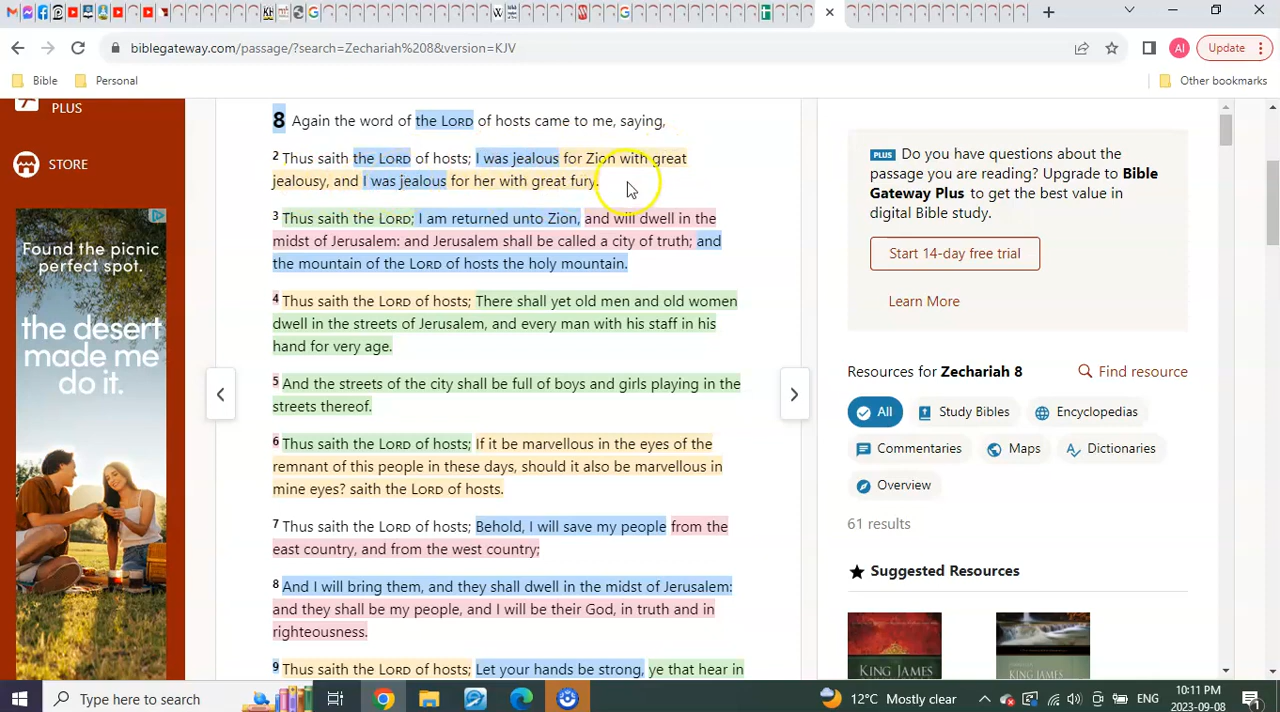 biblegateway.com/passage/?search=Zechariah%208&version=KJV
AI
Update
Bible
Personal
Other bookmarks
PLUS
STORE
Found the picnic
perfect spot.
the desert
made me
do it.
8 Again the word of the LORD of hosts came to me, saying,
2 Thus saith the LORD of hosts; I was jealous for Zion with great
jealousy, and I was jealous for her with great fury.
3 Thus saith the LORD; I am returned unto Zion, and will dwell in the
midst of Jerusalem: and Jerusalem shall be called a city of truth; and
the mountain of the LORD of hosts the holy mountain.
4 Thus saith the LORD of hosts; There shall yet old men and old women
dwell in the streets of Jerusalem, and every man with his staff in his
hand for very age.
5 And the streets of the city shall be full of boys and girls playing in the
streets thereof.
6 Thus saith the LORD of hosts; If it be marvellous in the eyes of the
remnant of this people in these days, should it also be marvellous in
mine eyes? saith the LORD of hosts.
7 Thus saith the LORD of hosts; Behold, I will save my people from the
east country, and from the west country;
8 And I will bring them, and they shall dwell in the midst of Jerusalem:
and they shall be my people, and I will be their God, in truth and in
righteousness.
9 Thus saith the LORD of hosts; Let your hands be strong, ye that hear in
PLUS Do you have questions about the
passage you are reading? Upgrade to Bible
Gateway Plus to get the best value in
digital Bible study.
Start 14-day free trial
Learn More
Resources for Zechariah 8
Find resource
All
Study Bibles
Encyclopedias
Commentaries
Maps
Dictionaries
Overview
61 results
Suggested Resources
KING JAMES
KING JAMES
Type here to search
12°C Mostly clear
ENG
10:11 PM
2023-09-08